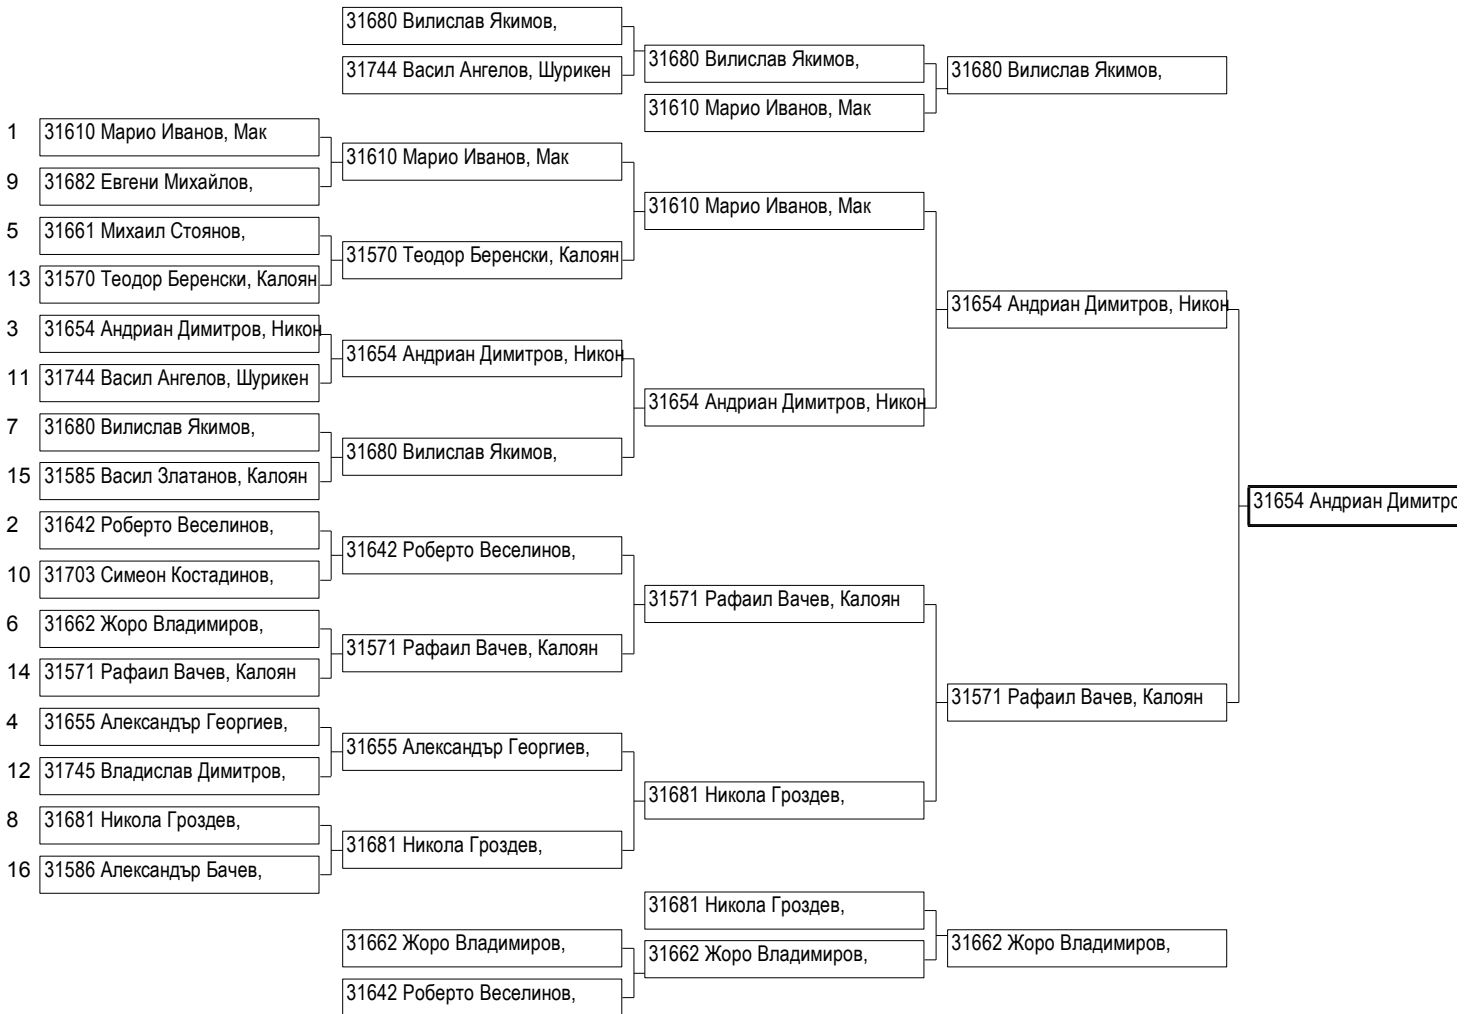 31680 Вилислав Якимов,
31744 Васил Ангелов, Шурикен
31680 Вилислав Якимов,
31610 Марио Иванов, Мак
31680 Вилислав Якимов,
1 31610 Марио Иванов, Мак
9 31682 Евгени Михайлов,
5 31661 Михаил Стоянов,
13 31570 Теодор Беренски, Калоян
3 31654 Андриан Димитров, Никон
11 31744 Васил Ангелов, Шурикен
7 31680 Вилислав Якимов,
15 31585 Васил Златанов, Калоян
2 31642 Роберто Веселинов,
10 31703 Симеон Костадинов,
6 31662 Жоро Владимиров,
14 31571 Рафаил Вачев, Калоян
4 31655 Александър Георгиев,
12 31745 Владислав Димитров,
8 31681 Никола Гроздев,
16 31586 Александър Бачев,
31610 Марио Иванов, Мак
31570 Теодор Беренски, Калоян
31654 Андриан Димитров, Никон
31680 Вилислав Якимов,
31642 Роберто Веселинов,
31571 Рафаил Вачев, Калоян
31655 Александър Георгиев,
31681 Никола Гроздев,
31610 Марио Иванов, Мак
31654 Андриан Димитров, Никон
31571 Рафаил Вачев, Калоян
31681 Никола Гроздев,
31654 Андриан Димитров, Никон
31571 Рафаил Вачев, Калоян
31654 Андриан Димитро
31662 Жоро Владимиров,
31642 Роберто Веселинов,
31681 Никола Гроздев,
31662 Жоро Владимиров,
31662 Жоро Владимиров,